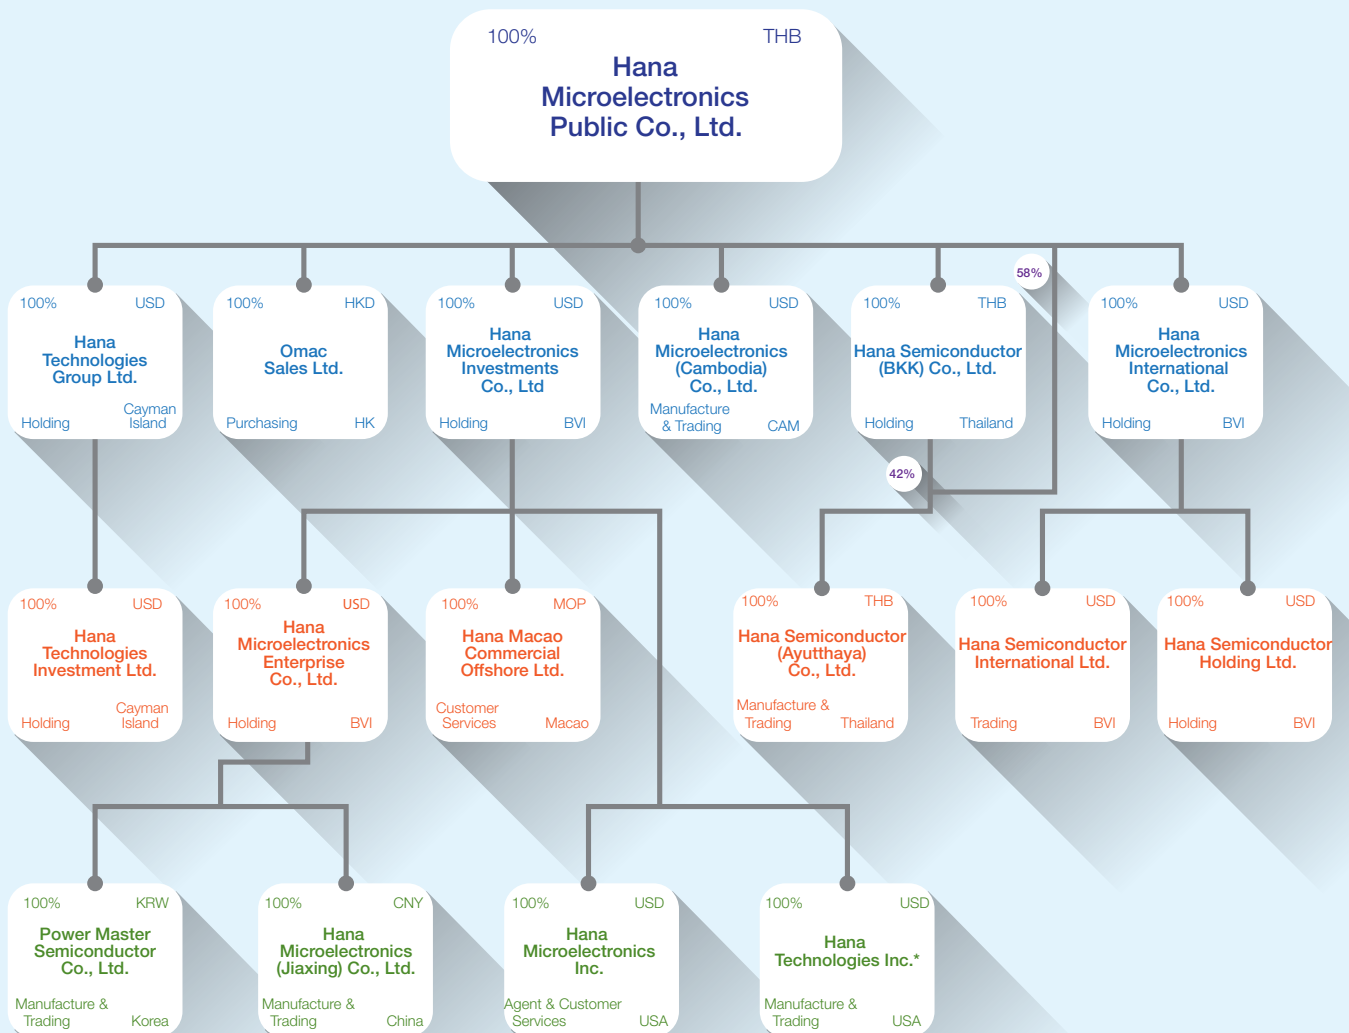 100% THB
Hana
Microelectronics
Public Co., Ltd.
58%
100% USD
Hana
Technologies
Group Ltd.
Holding Cayman
Island
100% HKD
Omac
Sales Ltd.
Purchasing HK
100% USD
Hana
Microelectronics
Investments
Co., Ltd
Holding BVI
100% USD
Hana
Microelectronics
(Cambodia)
Co., Ltd.
Manufacture
& Trading CAM
100% THB
Hana Semiconductor
(BKK) Co., Ltd.
Holding Thailand
100% USD
Hana
Microelectronics
International
Co., Ltd.
Holding BVI
42%
100% USD
Hana
Technologies
Investment Ltd.
Holding Cayman
Island
100% USD
Hana
Microelectronics
Enterprise
Co., Ltd.
Holding BVI
100% MOP
Hana Macao
Commercial
Offshore Ltd.
Customer
Services Macao
100% THB
Hana Semiconductor
(Ayutthaya)
Co., Ltd.
Manufacture &
Trading Thailand
100% USD
Hana Semiconductor
International Ltd.
Trading BVI
100% USD
Hana Semiconductor
Holding Ltd.
Holding BVI
100% KRW
Power Master
Semiconductor
Co., Ltd.
Manufacture &
Trading Korea
100% CNY
Hana
Microelectronics
(Jiaxing) Co., Ltd.
Manufacture &
Trading China
100% USD
Hana
Microelectronics
Inc.
Agent & Customer
Services USA
100% USD
Hana
Technologies Inc.*
Manufacture &
Trading USA